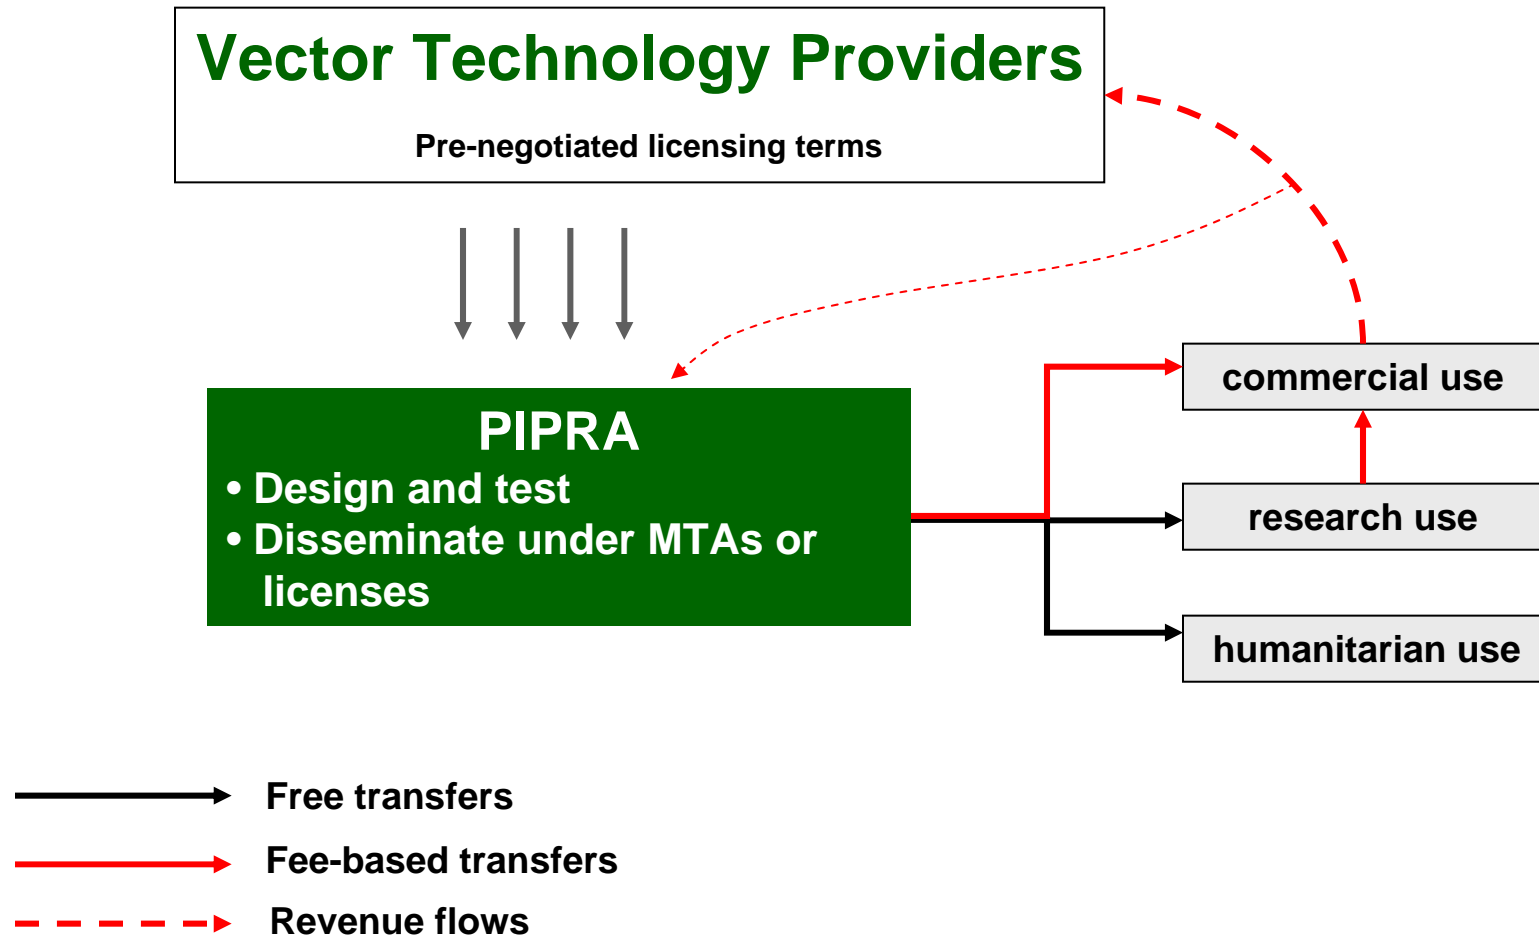 Vector Technology Providers
Pre-negotiated licensing terms
PIPRA
• Design and test
• Disseminate under MTAs or
licenses
commercial use
research use
humanitarian use
Free transfers
Fee-based transfers
Revenue flows